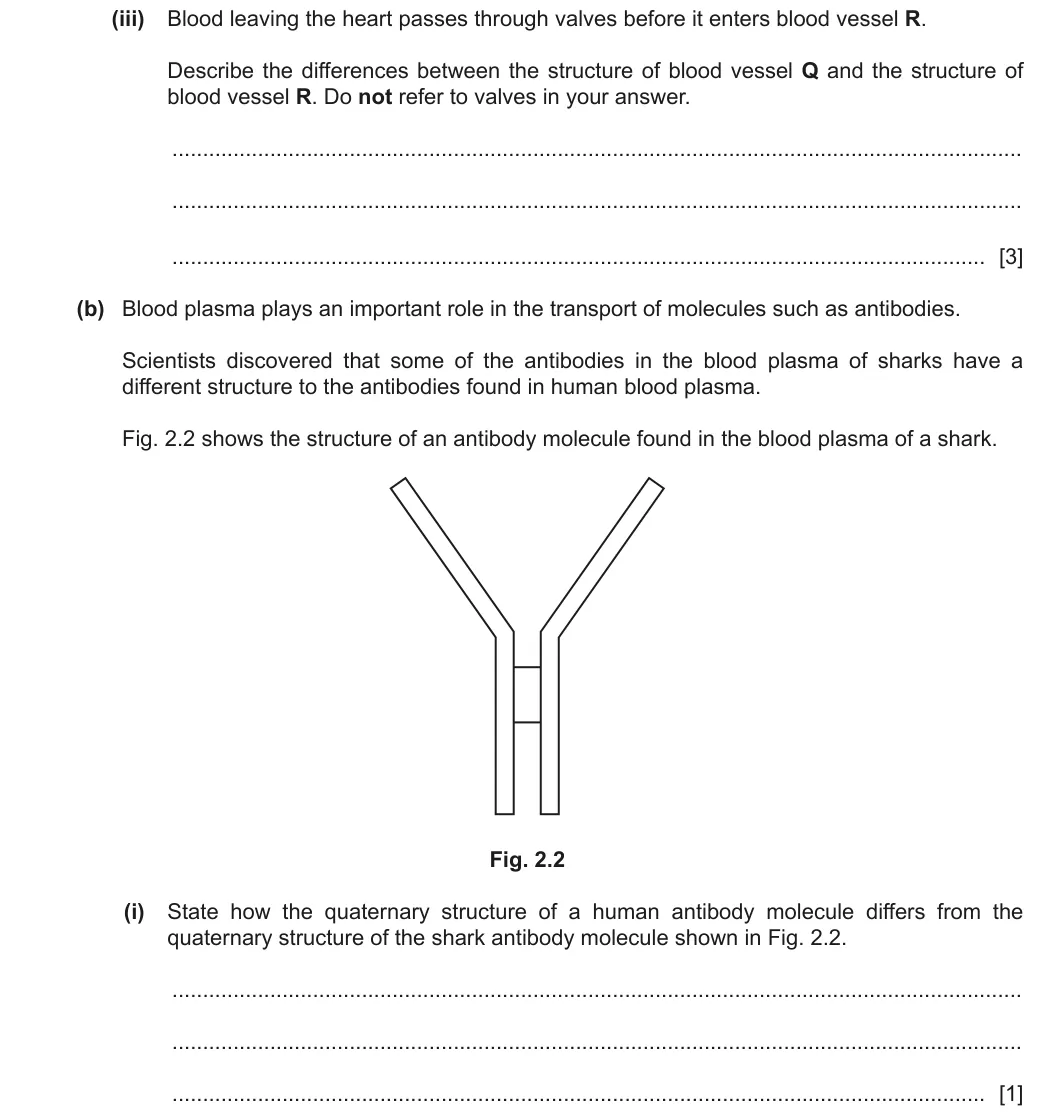 (iii) Blood leaving the heart passes through valves before it enters blood vessel R.
Describe the differences between the structure of blood vessel Q and the structure of
blood vessel R. Do not refer to valves in your answer.
..........................................................................................................................................
..........................................................................................................................................
.................................................................................................................................... [3]
(b) Blood plasma plays an important role in the transport of molecules such as antibodies.
Scientists discovered that some of the antibodies in the blood plasma of sharks have a
different structure to the antibodies found in human blood plasma.
Fig. 2.2 shows the structure of an antibody molecule found in the blood plasma of a shark.
Fig. 2.2
(i) State how the quaternary structure of a human antibody molecule differs from the
quaternary structure of the shark antibody molecule shown in Fig. 2.2.
..........................................................................................................................................
..........................................................................................................................................
.................................................................................................................................... [1]